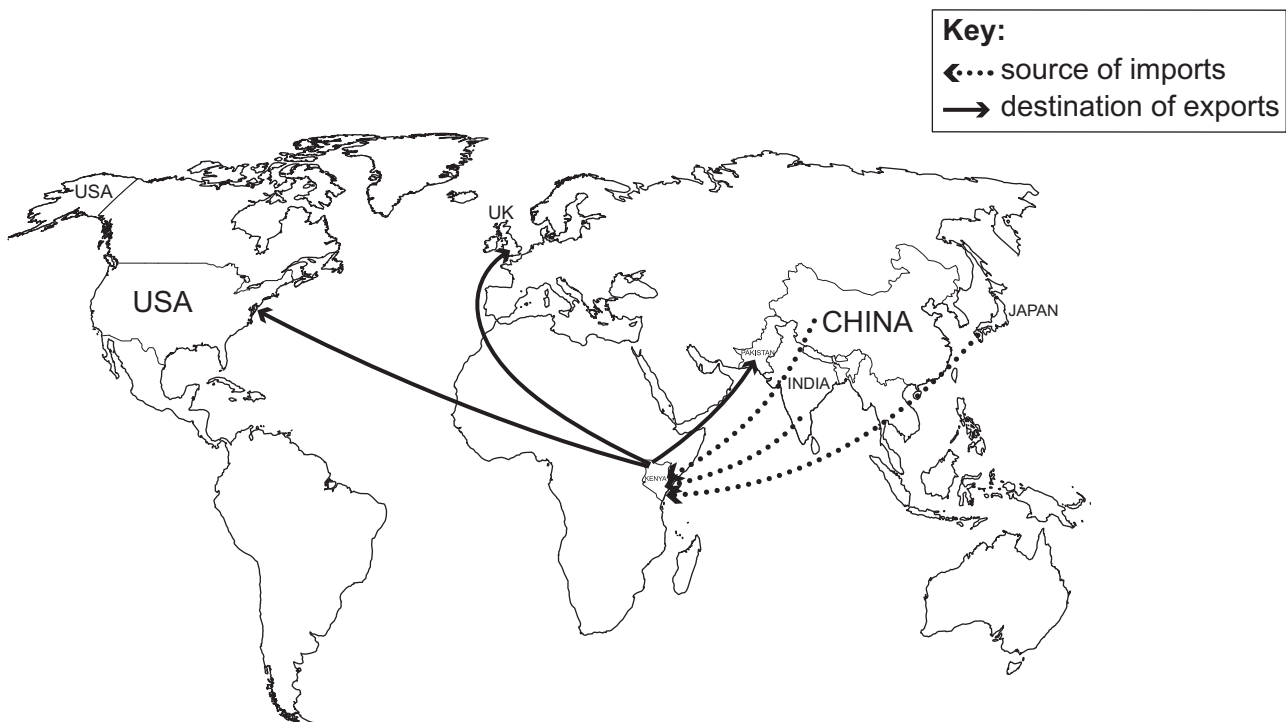 Key:
source of imports
destination of exports
USA
UK
USA
CHINA
JAPAN
PAKISTAN
INDIA
KENYA